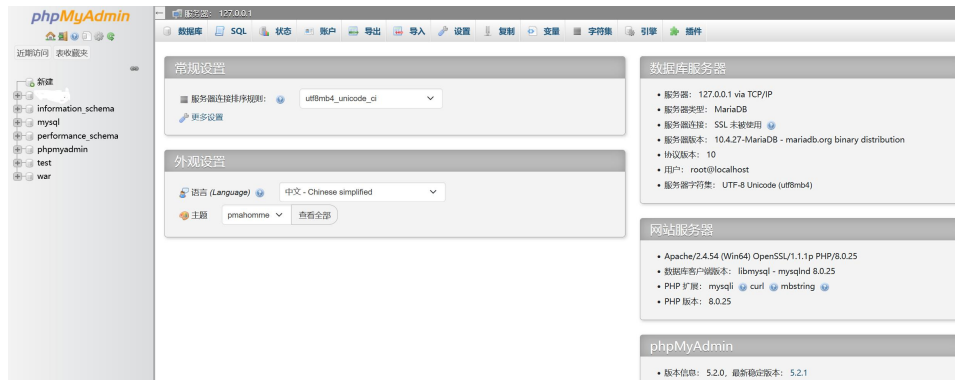 phpMyAdmin
近期访问 表收藏夹
新建
information_schema
mysql
performance_schema
phpmyadmin
test
war
服务器: 127.0.0.1
数据库 SQL 状态 账户 导出 导入 设置 复制 变量 字符集 引擎 插件
常规设置
服务器连接排序规则: utf8mb4_unicode_ci
更多设置
外观设置
语言 (Language) 中文 - Chinese simplified
主题 pmahomme 查看全部
数据库服务器
• 服务器: 127.0.0.1 via TCP/IP
• 服务器类型: MariaDB
• 服务器连接: SSL 未被使用
• 服务器版本: 10.4.27-MariaDB - mariadb.org binary distribution
• 协议版本: 10
• 用户: root@localhost
• 服务器字符集: UTF-8 Unicode (utf8mb4)
网站服务器
• Apache/2.4.54 (Win64) OpenSSL/1.1.1p PHP/8.0.25
• 数据库客户端版本: libmysql - mysqlnd 8.0.25
• PHP 扩展: mysqli curl mbstring
• PHP 版本: 8.0.25
phpMyAdmin
• 版本信息: 5.2.0, 最新稳定版本: 5.2.1